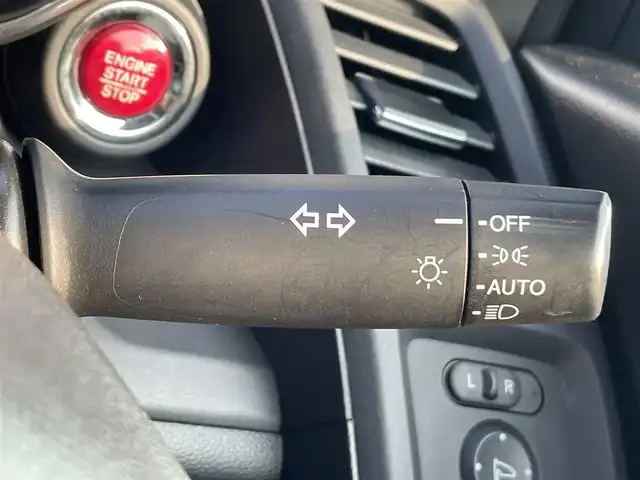 ENGINE
START
STOP
OFF
AUTO
L R